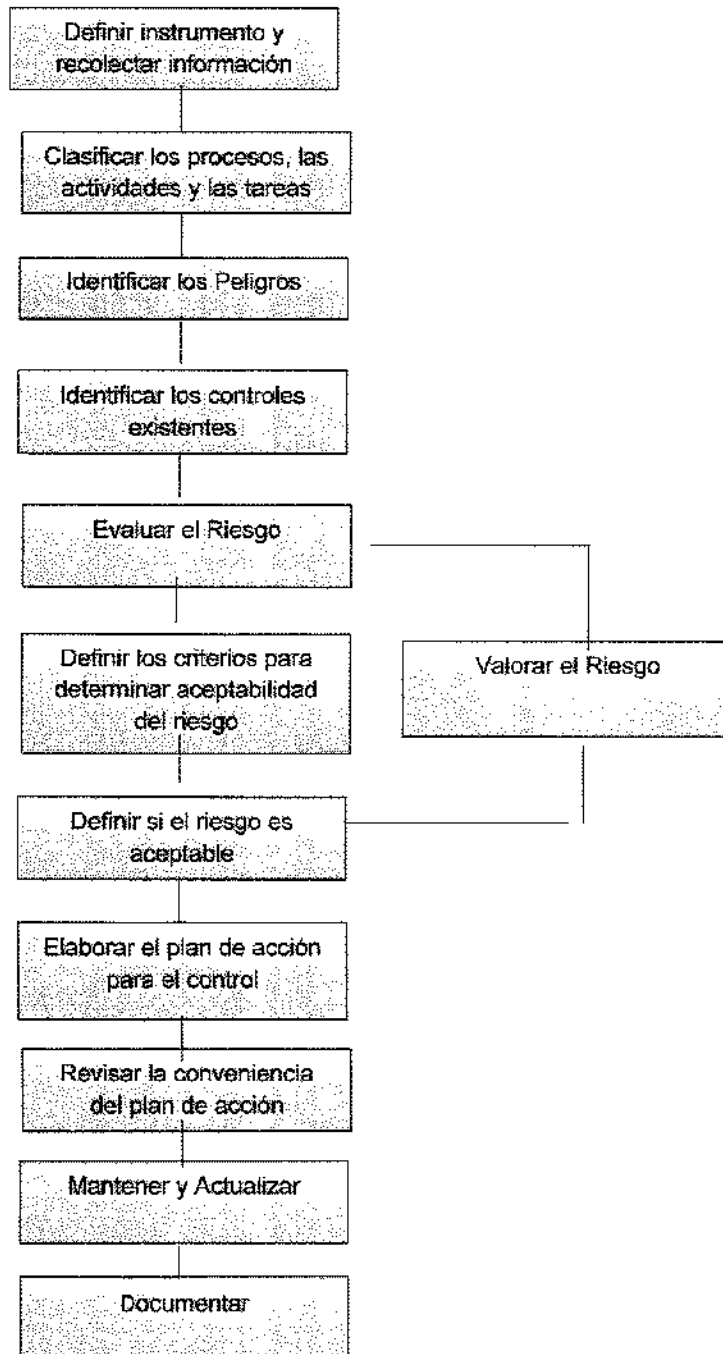 Definir instrumento y
recolectar información
Clasificar los procesos, las
actividades y las tareas
Identificar los Peligros
Identificar los controles
existentes
Evaluar el Riesgo
Definir los criterios para
determinar aceptabilidad
del riesgo
Valorar el Riesgo
Definir si el riesgo es
aceptable
Elaborar el plan de acción
para el control
Revisar la conveniencia
del plan de acción
Mantener y Actualizar
Documentar